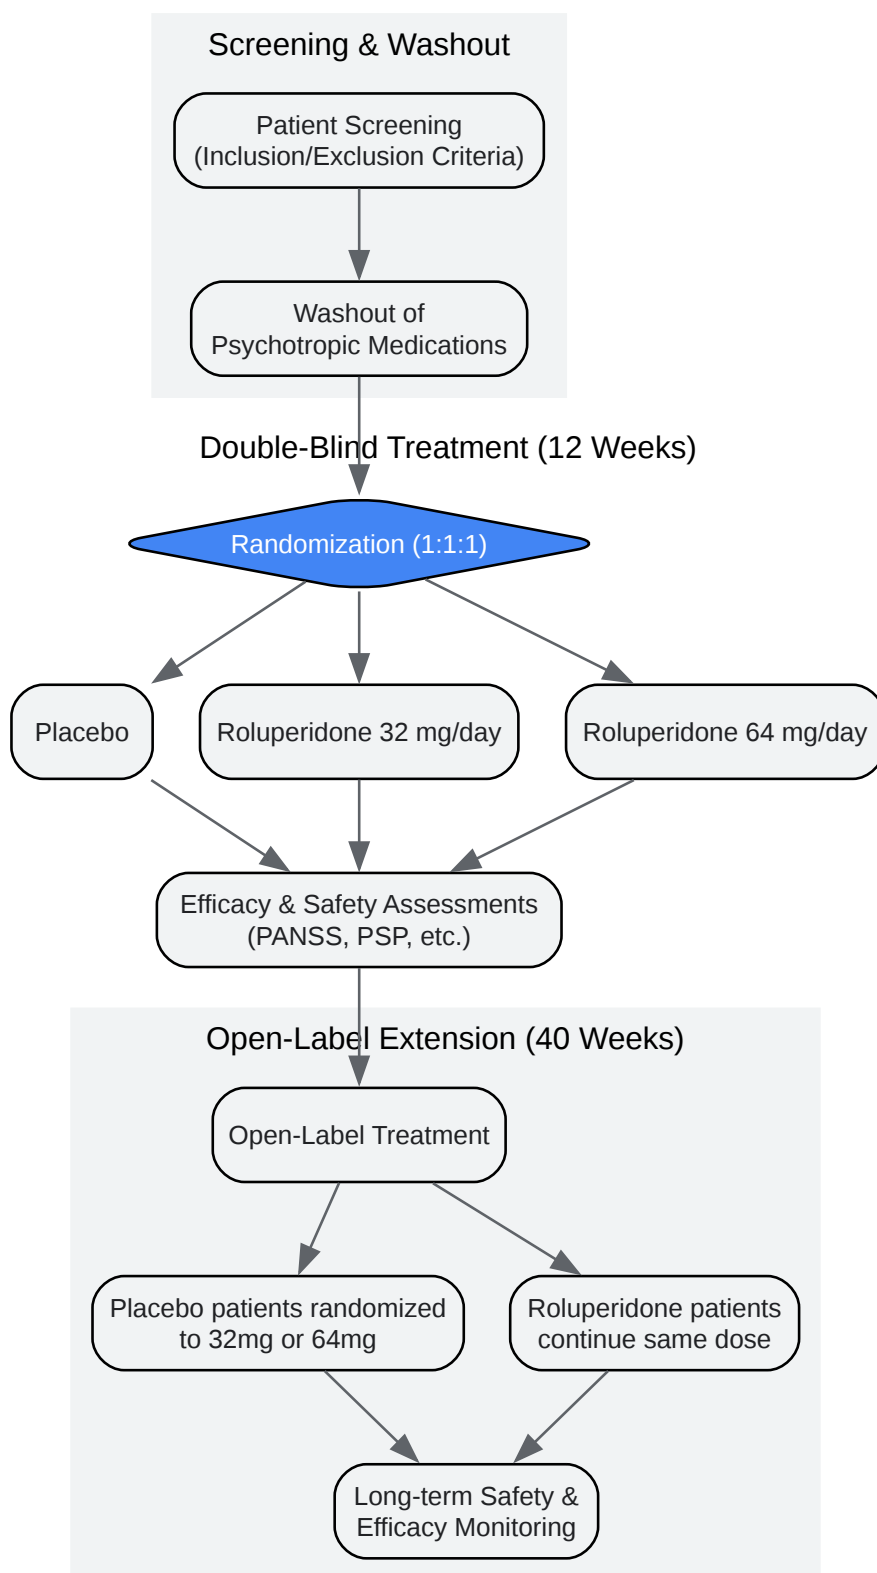 Screening & Washout
Patient Screening
(Inclusion/Exclusion Criteria)
Washout of
Psychotropic Medications
Double-Blind Treatment (12 Weeks)
Randomization (1:1:1)
Placebo
Roluperidone 32 mg/day
Roluperidone 64 mg/day
Efficacy & Safety Assessments
(PANSS, PSP, etc.)
Open-Label Extension (40 Weeks)
Open-Label Treatment
Placebo patients randomized
to 32mg or 64mg
Roluperidone patients
continue same dose
Long-term Safety &
Efficacy Monitoring